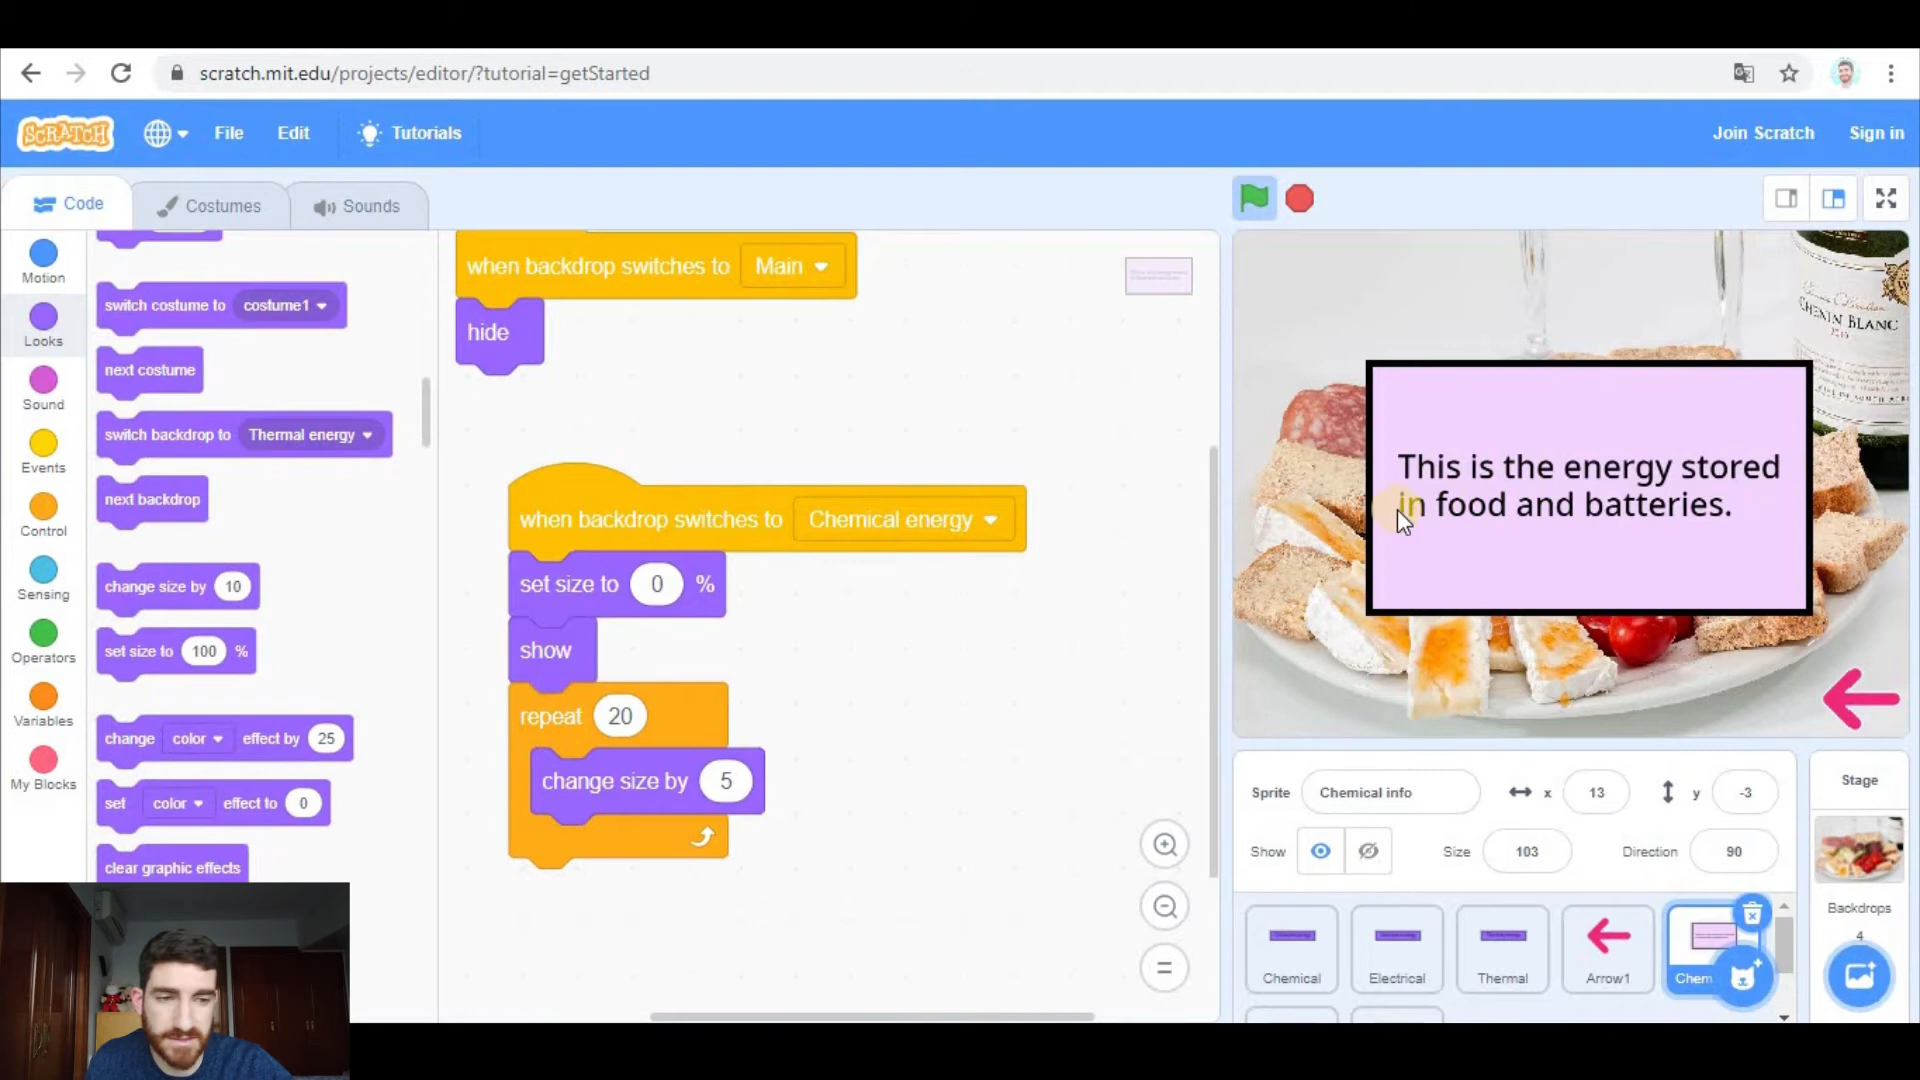 scratch.mit.edu/projects/editor/?tutorial=getStarted
SCRATCH
File
Edit
Tutorials
Join Scratch
Sign in
Code
Costumes
Sounds
Motion
Looks
Sound
Events
Control
Sensing
Operators
Variables
My Blocks
switch costume to costume1
next costume
switch backdrop to Thermal energy
next backdrop
change size by 10
set size to 100 %
change color effect by 25
set color effect to 0
clear graphic effects
when backdrop switches to Main
hide
when backdrop switches to Chemical energy
set size to 0 %
show
repeat 20
change size by 5
CHENIN BLANC
This is the energy stored
in food and batteries.
Sprite Chemical info x 13 y -3
Show Size 103 Direction 90
Chemical
Electrical
Thermal
Arrow1
Chem
Stage
Backdrops
4